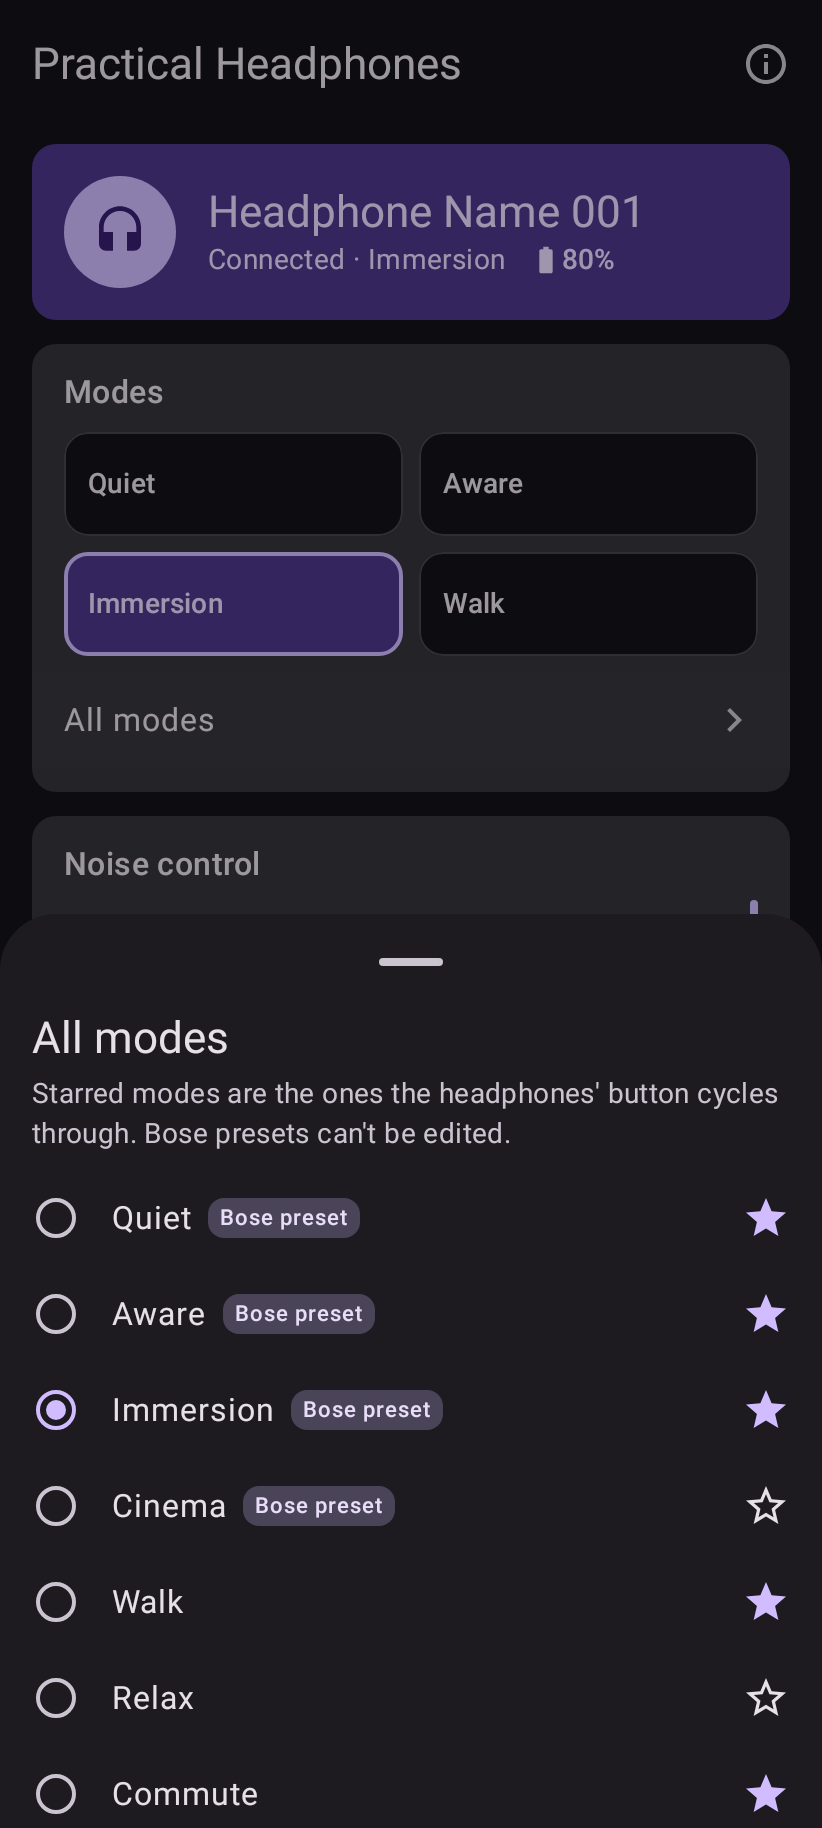 Practical Headphones
Headphone Name 001
Connected · Immersion 80%
Modes
Quiet
Aware
Immersion
Walk
All modes
Noise control
All modes
Starred modes are the ones the headphones' button cycles
through. Bose presets can't be edited.
Quiet Bose preset
Aware Bose preset
Immersion Bose preset
Cinema Bose preset
Walk
Relax
Commute